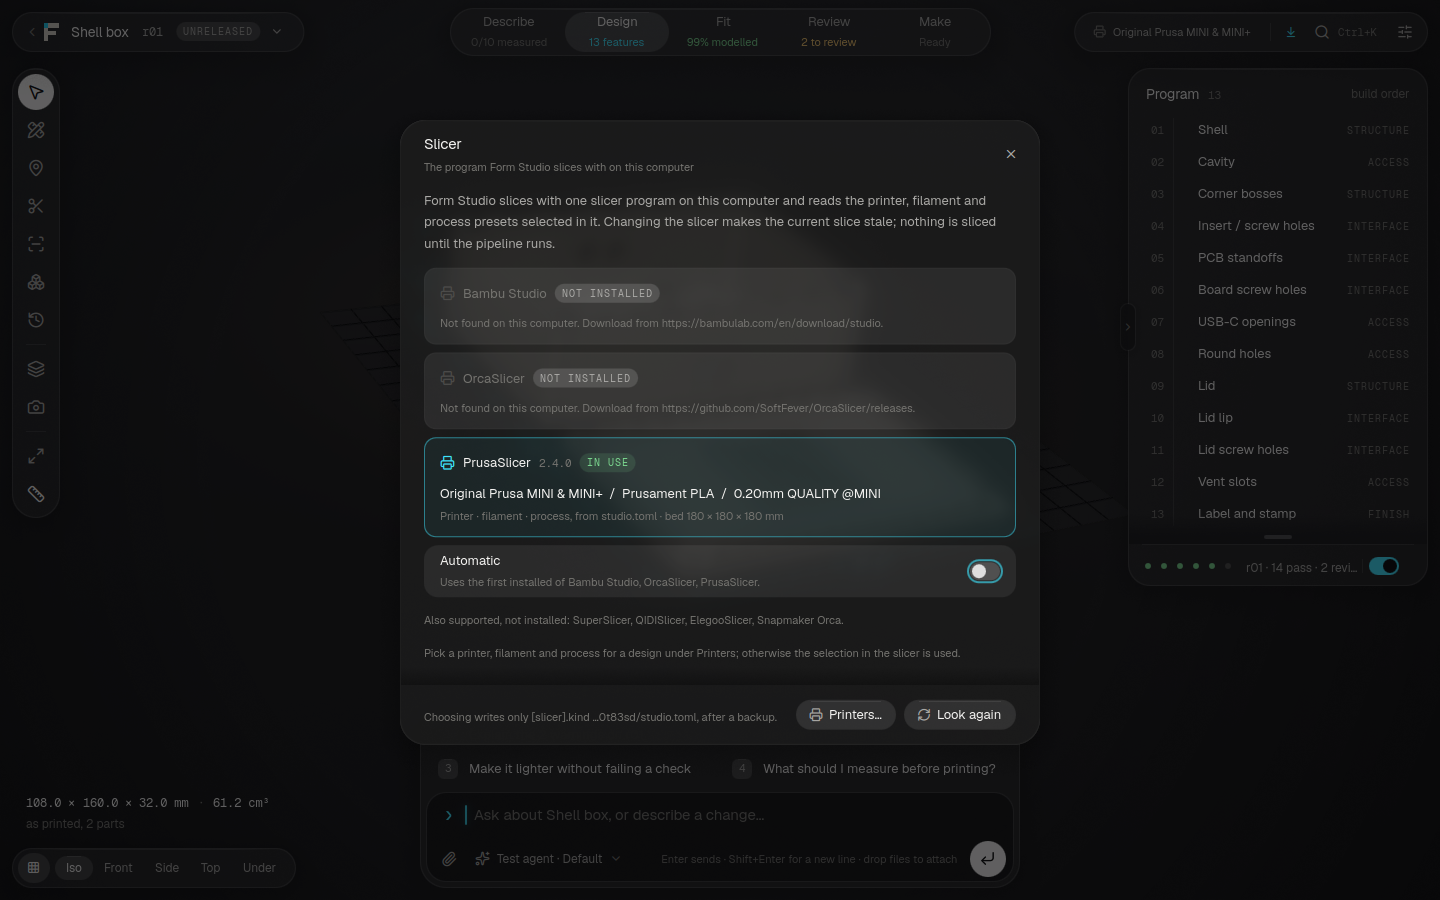 Shell box r01 UNRELEASED
Describe
0/10 measured
Design
13 features
Fit
99% modelled
Review
2 to review
Make
Ready
Original Prusa MINI & MINI+
Ctrl+K
Program 13
build order
01 Shell STRUCTURE
02 Cavity ACCESS
03 Corner bosses STRUCTURE
04 Insert / screw holes INTERFACE
05 PCB standoffs INTERFACE
06 Board screw holes INTERFACE
07 USB-C openings ACCESS
08 Round holes ACCESS
09 Lid STRUCTURE
10 Lid lip INTERFACE
11 Lid screw holes INTERFACE
12 Vent slots ACCESS
13 Label and stamp FINISH
r01 · 14 pass · 2 revi...
Slicer
The program Form Studio slices with on this computer
Form Studio slices with one slicer program on this computer and reads the printer, filament and
process presets selected in it. Changing the slicer makes the current slice stale; nothing is sliced
until the pipeline runs.
Bambu Studio NOT INSTALLED
Not found on this computer. Download from https://bambulab.com/en/download/studio.
OrcaSlicer NOT INSTALLED
Not found on this computer. Download from https://github.com/SoftFever/OrcaSlicer/releases.
PrusaSlicer 2.4.0 IN USE
Original Prusa MINI & MINI+ / Prusament PLA / 0.20mm QUALITY @MINI
Printer · filament · process, from studio.toml · bed 180 × 180 × 180 mm
Automatic
Uses the first installed of Bambu Studio, OrcaSlicer, PrusaSlicer.
Also supported, not installed: SuperSlicer, QIDISlicer, ElegooSlicer, Snapmaker Orca.
Pick a printer, filament and process for a design under Printers; otherwise the selection in the slicer is used.
Choosing writes only [slicer].kind …0t83sd/studio.toml, after a backup.
Printers...
Look again
3 Make it lighter without failing a check
4 What should I measure before printing?
Ask about Shell box, or describe a change...
Test agent · Default
Enter sends · Shift+Enter for a new line · drop files to attach
108.0 × 160.0 × 32.0 mm · 61.2 cm³
as printed, 2 parts
Iso Front Side Top Under